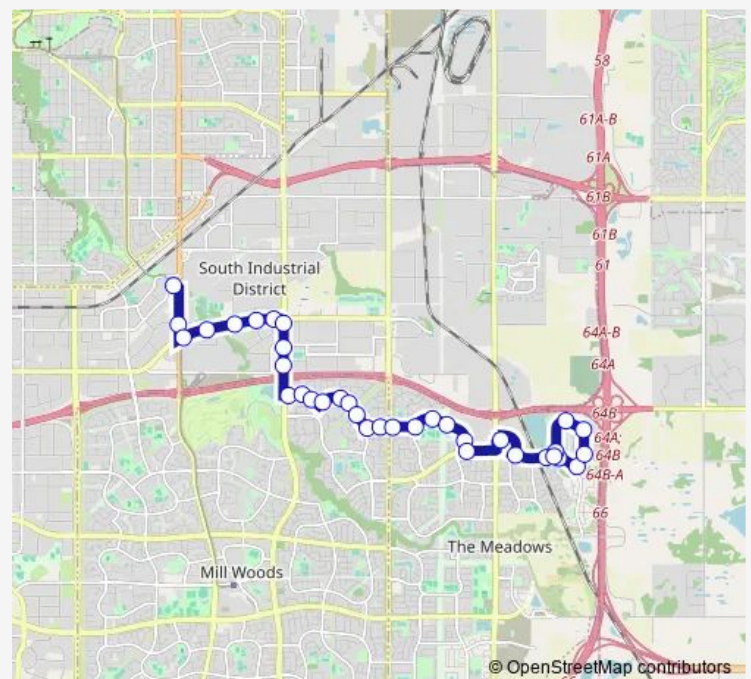 58
61A-B
61A
61B
61B
61
South Industrial
District
64A-B
64A
64B
64A
64B
64B-A
66
The Meadows
Mill Woods
© OpenStreetMap contributors